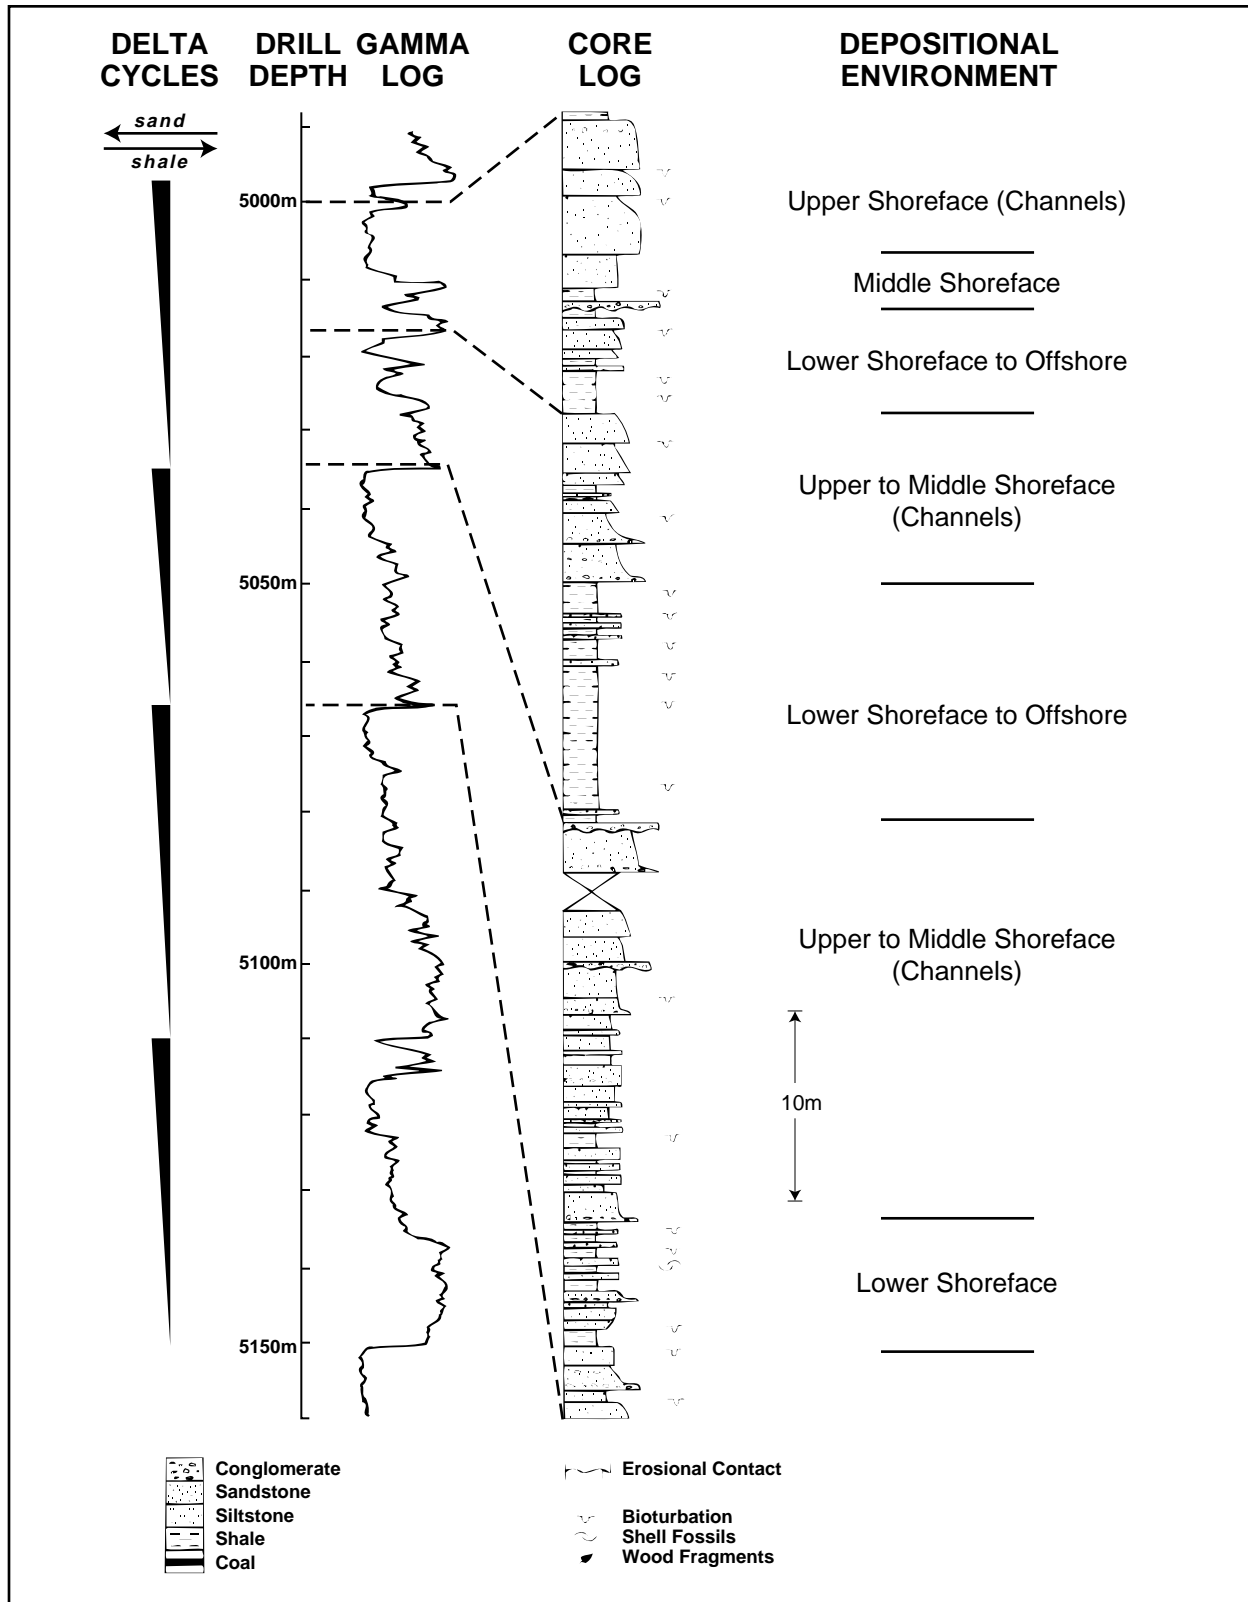 DELTA CYCLES
DRILL DEPTH
GAMMA LOG
CORE LOG
DEPOSITIONAL ENVIRONMENT
sand
shale
5000m
5050m
5100m
5150m
Upper Shoreface (Channels)
Middle Shoreface
Lower Shoreface to Offshore
Upper to Middle Shoreface
(Channels)
Lower Shoreface to Offshore
Upper to Middle Shoreface
(Channels)
10m
Lower Shoreface
Conglomerate
Sandstone
Siltstone
Shale
Coal
Erosional Contact
Bioturbation
Shell Fossils
Wood Fragments